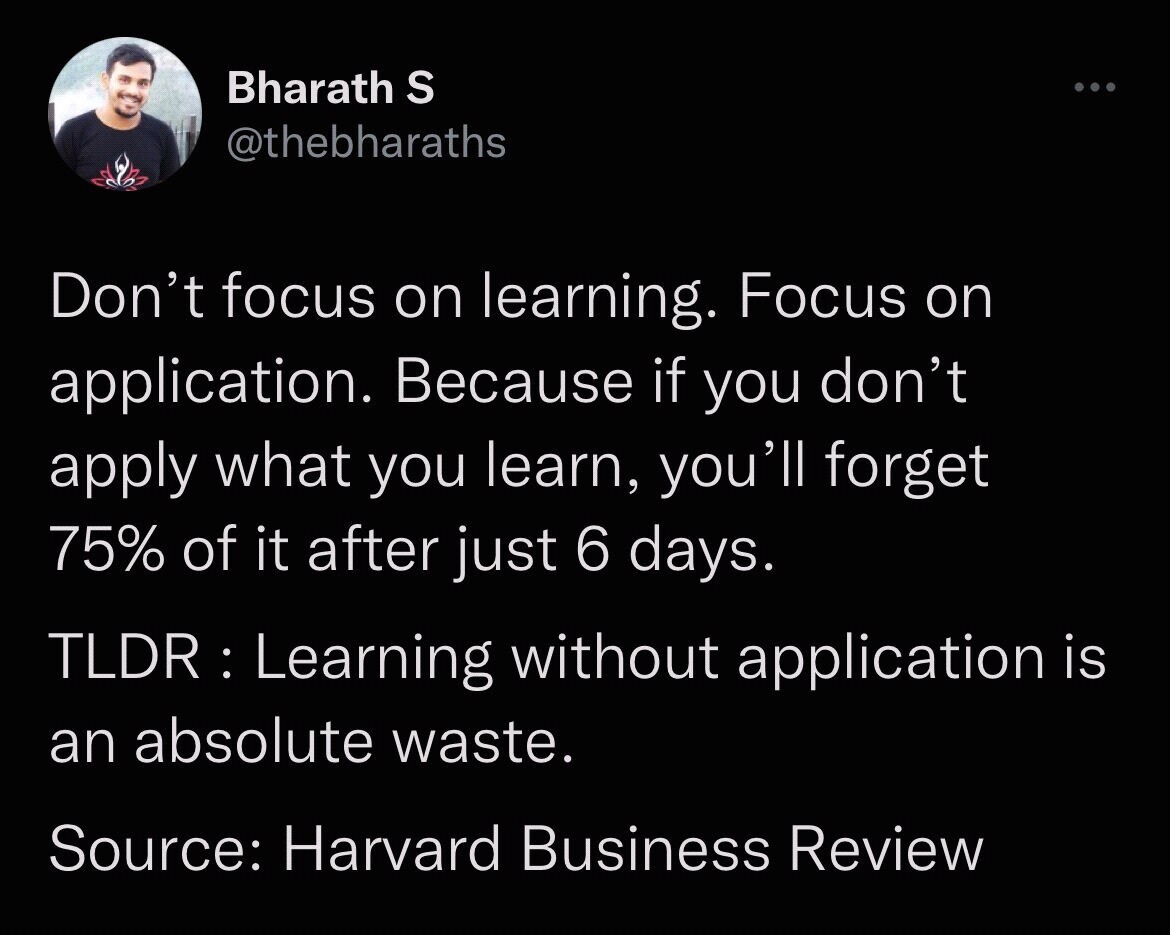 Bharath S
@thebharaths
Don’t focus on learning. Focus on
application. Because if you don’t
apply what you learn, you’ll forget
75% of it after just 6 days.
TLDR : Learning without application is
an absolute waste.
Source: Harvard Business Review